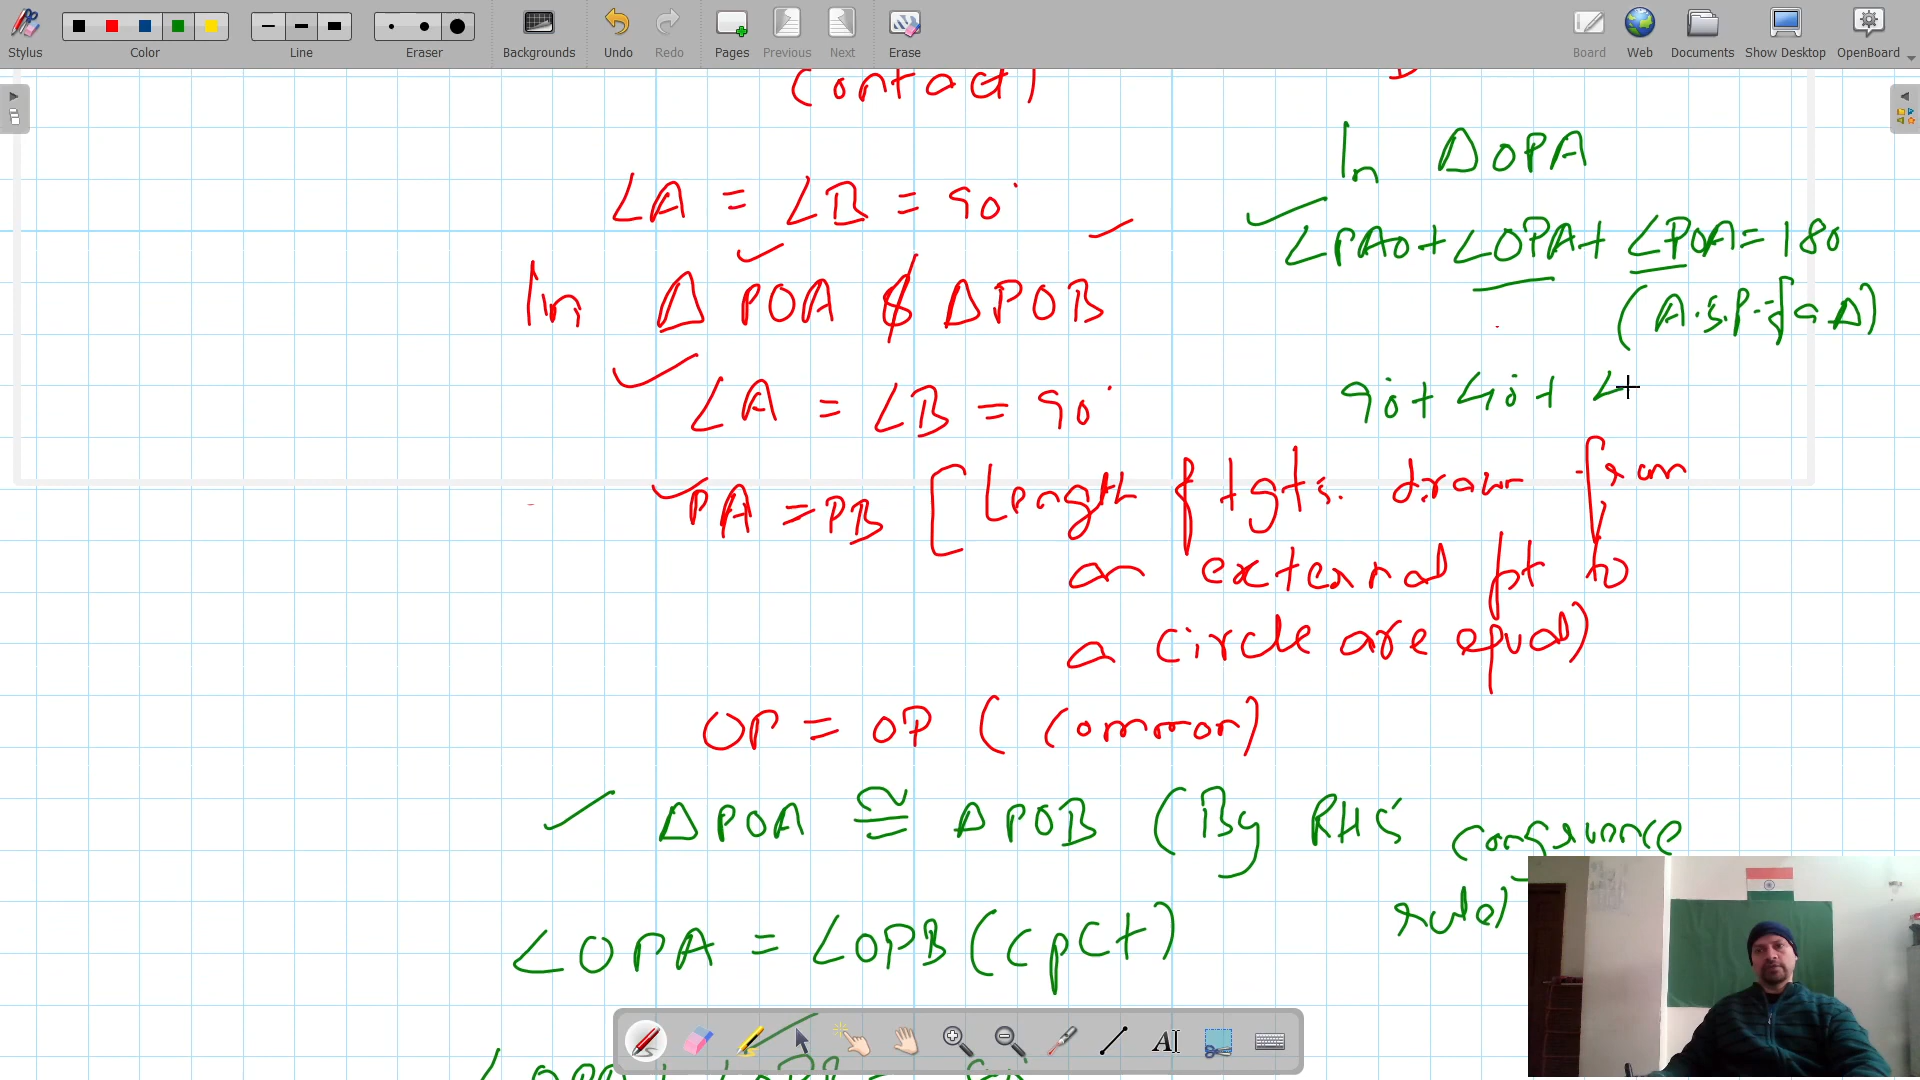 Stylus Color Line Eraser Backgrounds Undo Redo Pages Previous Next Erase Board Web Documents Show Desktop OpenBoard
Contact)
∠A = ∠B = 90°
In Δ POA & ΔPOB
∠A = ∠B = 90°
PA = PB [Length of tgts. drawn from
an external pt to
a circle are equal)
OP = OP (Common)
ΔPOA ≅ ΔPOB (By RHS congruence
rule)
∠OPA = ∠OPB (cpct)
In ΔOPA
∠PAO + ∠OPA + ∠POA = 180
(A.S.P. of a Δ)
90° + 40° + ∠